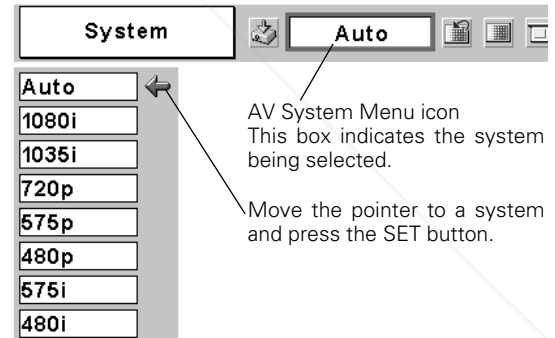 System
Auto
Auto
1080i
1035i
720p
575p
480p
575i
480i
AV System Menu icon
This box indicates the system
being selected.
Move the pointer to a system
and press the SET button.